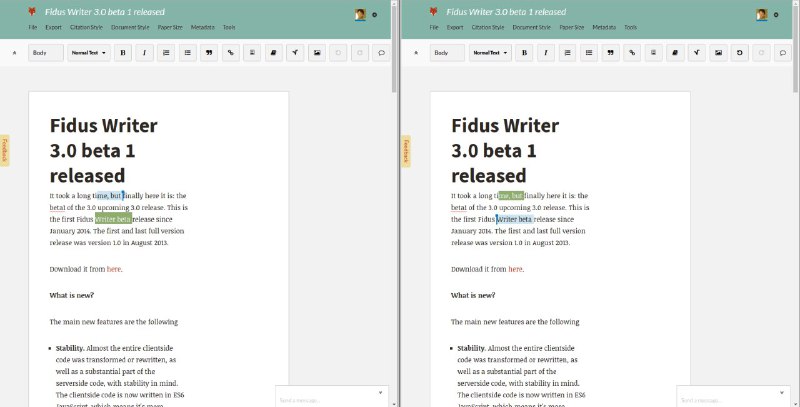 Fidus Writer 3.0 beta 1 released
File Export Citation Style Document Style Paper Size Metadata Tools
Body Normal Text B I
Feedback
Fidus Writer
3.0 beta 1
released
It took a long time, but finally here it is: the
betat of the 3.0 upcoming 3.0 release. This is
the first Fidus Writer beta release since
January 2014. The first and last full version
release was version 1.0 in August 2013.
Download it from here.
What is new?
The main new features are the following
Stability. Almost the entire clientside
code was transformed or rewritten, as
well as a substantial part of the
serverside code, with stability in mind.
The clientside code is now written in ES6
JavaScript, which means it's more
Send a message...
Fidus Writer 3.0 beta 1 released
File Export Citation Style Document Style Paper Size Metadata Tools
Body Normal Text B I
Feedback
Fidus Writer
3.0 beta 1
released
It took a long time, but finally here it is: the
betat of the 3.0 upcoming 3.0 release. This is
the first Fidus Writer beta release since
January 2014. The first and last full version
release was version 1.0 in August 2013.
Download it from here.
What is new?
The main new features are the following
Stability. Almost the entire clientside
code was transformed or rewritten, as
well as a substantial part of the
serverside code, with stability in mind.
The clientside code is now written in ES6
JavaScript, which means it's more
Send a message...